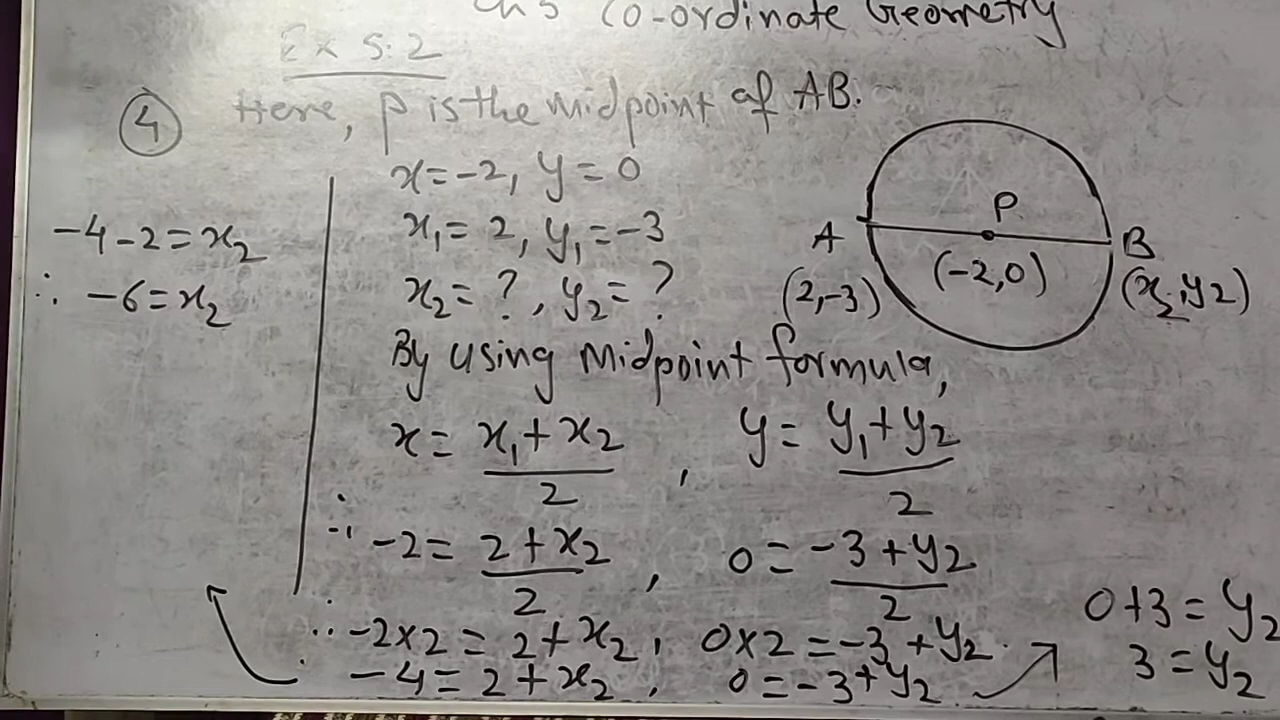 Ch 5 Co-ordinate Geometry
Ex 5.2
④ Here, P is the midpoint of AB.
x = -2, y = 0
x₁ = 2, y₁ = -3
x₂ = ?, y₂ = ?
By using midpoint formula,
x = (x₁ + x₂)/2 , y = (y₁ + y₂)/2
∴ -2 = (2 + x₂)/2 , 0 = (-3 + y₂)/2
∴ -2×2 = 2 + x₂, 0×2 = -3 + y₂
-4 = 2 + x₂, 0 = -3 + y₂
-4 - 2 = x₂
∴ -6 = x₂
0 + 3 = y₂
3 = y₂
P
A
B
(2,-3)
(-2,0)
(x₂, y₂)